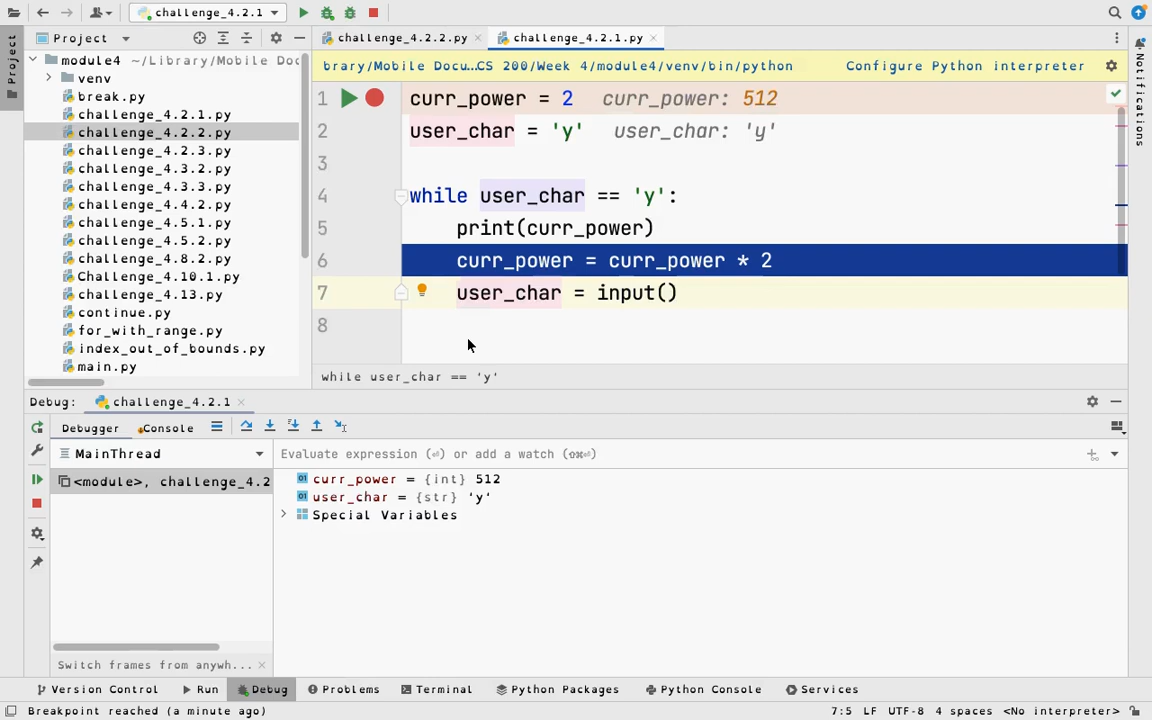 challenge_4.2.1
Project
challenge_4.2.2.py
challenge_4.2.1.py
Project
module4 ~/Library/Mobile Doc
venv
break.py
challenge_4.2.1.py
challenge_4.2.2.py
challenge_4.2.3.py
challenge_4.3.2.py
challenge_4.3.3.py
challenge_4.4.2.py
challenge_4.5.1.py
challenge_4.5.2.py
challenge_4.8.2.py
Challenge_4.10.1.py
challenge_4.13.py
continue.py
for_with_range.py
index_out_of_bounds.py
main.py
brary/Mobile Docu...CS 200/Week 4/module4/venv/bin/python
Configure Python interpreter
Notifications
1 curr_power = 2 curr_power: 512
2 user_char = 'y' user_char: 'y'
3
4 while user_char == 'y':
5 print(curr_power)
6 curr_power = curr_power * 2
7 user_char = input()
8
while user_char == 'y'
Debug: challenge_4.2.1
Debugger Console
MainThread
Evaluate expression (⏎) or add a watch (⇧⌘⏎)
<module>, challenge_4.2
curr_power = {int} 512
user_char = {str} 'y'
Special Variables
Switch frames from anywh...
Version Control Run Debug Problems Terminal Python Packages Python Console Services
Breakpoint reached (a minute ago) 7:5 LF UTF-8 4 spaces <No interpreter>